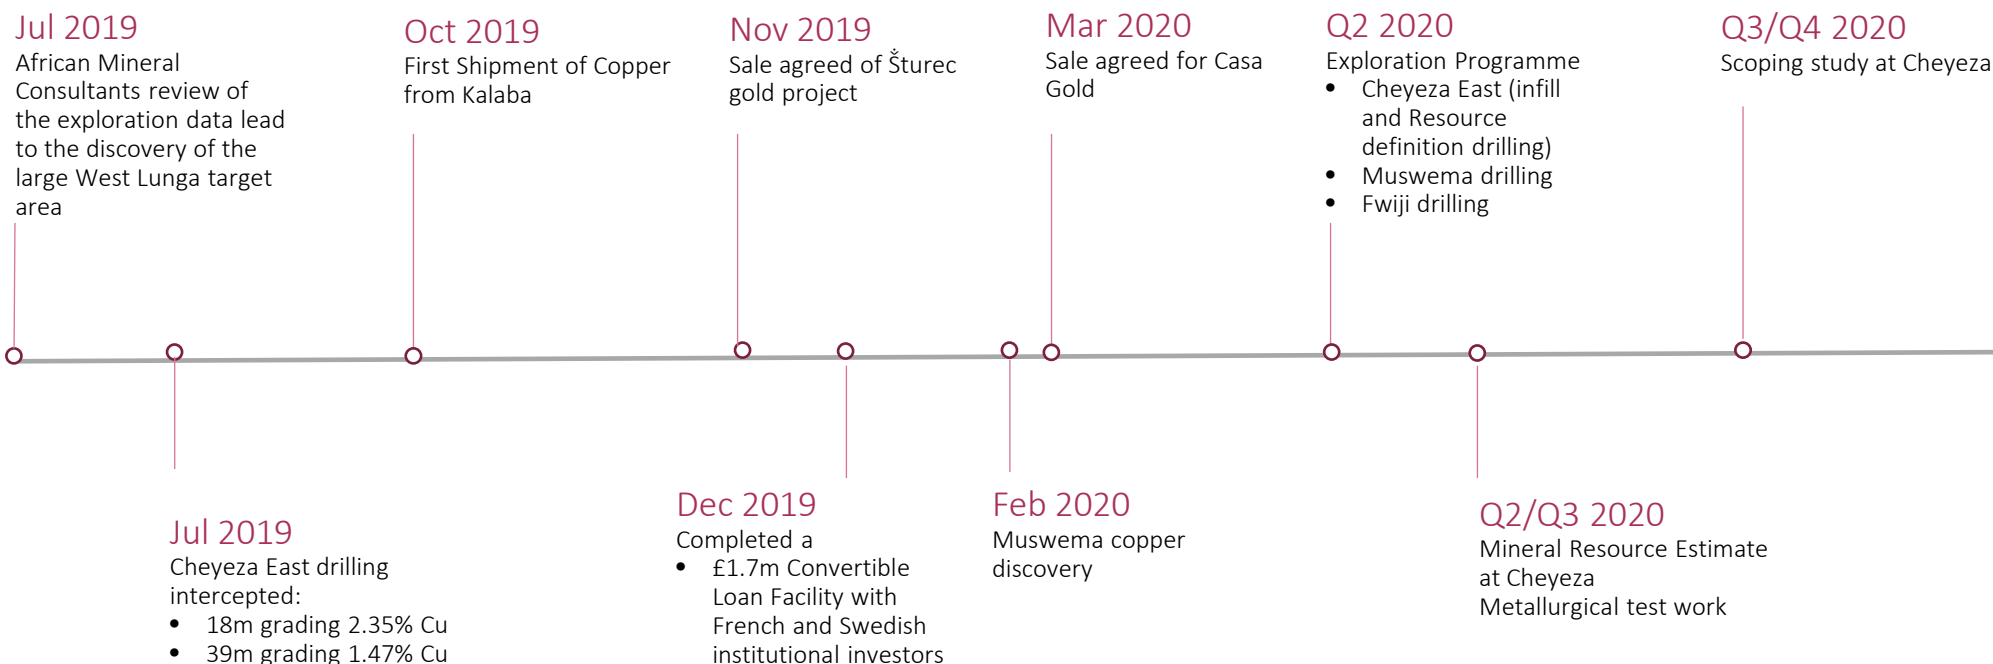 Jul 2019
African Mineral
Consultants review of
the exploration data lead
to the discovery of the
large West Lunga target
area
Oct 2019
First Shipment of Copper
from Kalaba
Nov 2019
Sale agreed of Šturec
gold project
Mar 2020
Sale agreed for Casa
Gold
Q2 2020
Exploration Programme
• Cheyeza East (infill
and Resource
definition drilling)
• Muswema drilling
• Fwiji drilling
Q3/Q4 2020
Scoping study at Cheyeza
Jul 2019
Cheyeza East drilling
intercepted:
• 18m grading 2.35% Cu
• 39m grading 1.47% Cu
Dec 2019
Completed a
• £1.7m Convertible
Loan Facility with
French and Swedish
institutional investors
Feb 2020
Muswema copper
discovery
Q2/Q3 2020
Mineral Resource Estimate
at Cheyeza
Metallurgical test work